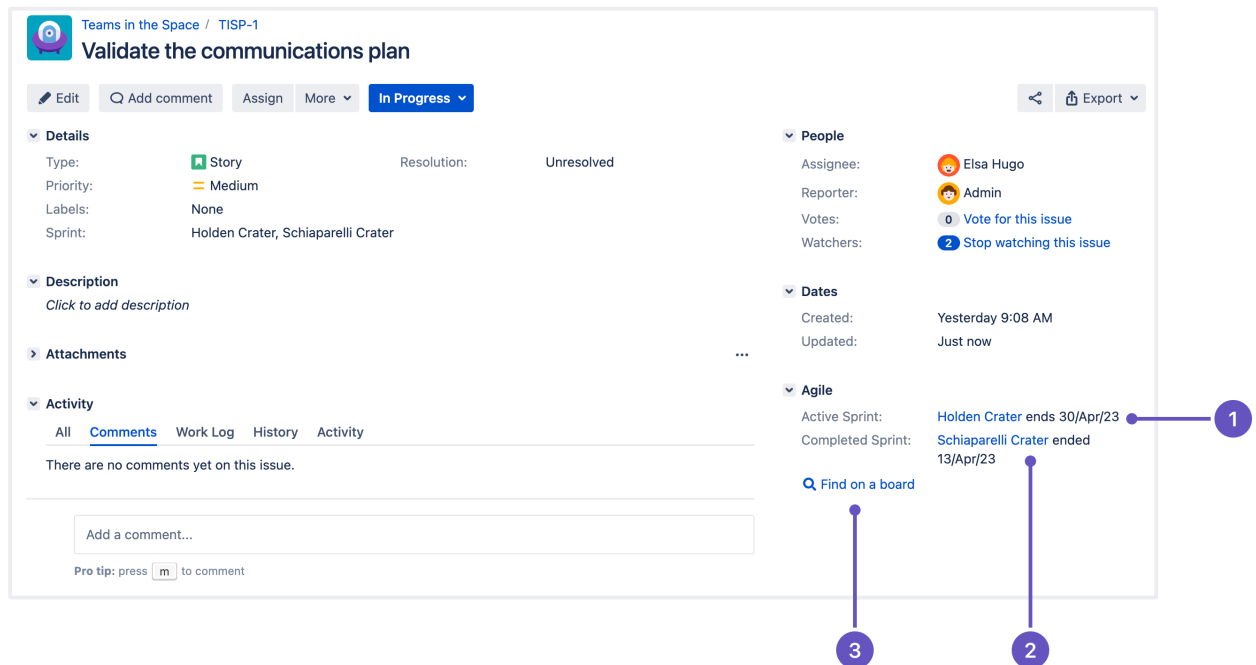 Teams in the Space / TISP-1
Validate the communications plan
Edit Add comment Assign More In Progress Export
Details
Type: Story Resolution: Unresolved
Priority: Medium
Labels: None
Sprint: Holden Crater, Schiaparelli Crater
Description
Click to add description
Attachments
Activity
All Comments Work Log History Activity
There are no comments yet on this issue.
Add a comment...
Pro tip: press m to comment
People
Assignee: Elsa Hugo
Reporter: Admin
Votes: 0 Vote for this issue
Watchers: 2 Stop watching this issue
Dates
Created: Yesterday 9:08 AM
Updated: Just now
Agile
Active Sprint: Holden Crater ends 30/Apr/23
Completed Sprint: Schiaparelli Crater ended
13/Apr/23
Find on a board
1
3 2